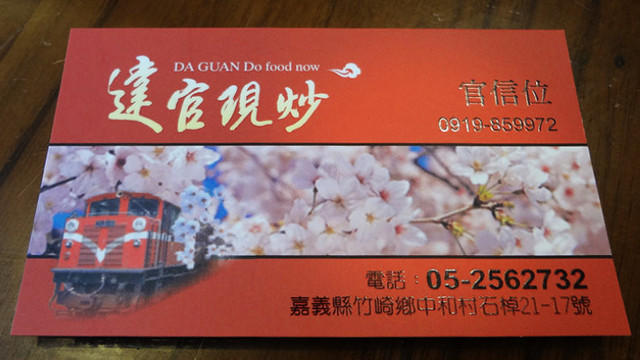 DA GUAN Do food now
達官現炒
官信位
0919-859972
電話：05-2562732
嘉義縣竹崎鄉中和村石棹21-17號